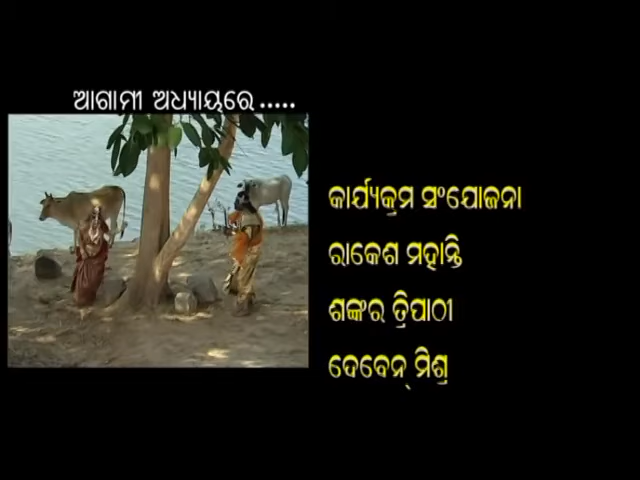 ଆଗାମୀ ଅଧ୍ୟାୟରେ .....
କାର୍ଯ୍ୟକ୍ରମ ସଂଯୋଜନା
ରାକେଶ ମହାନ୍ତି
ଶଙ୍କର ତ୍ରିପାଠୀ
ଦେବେନ୍ ମିଶ୍ର